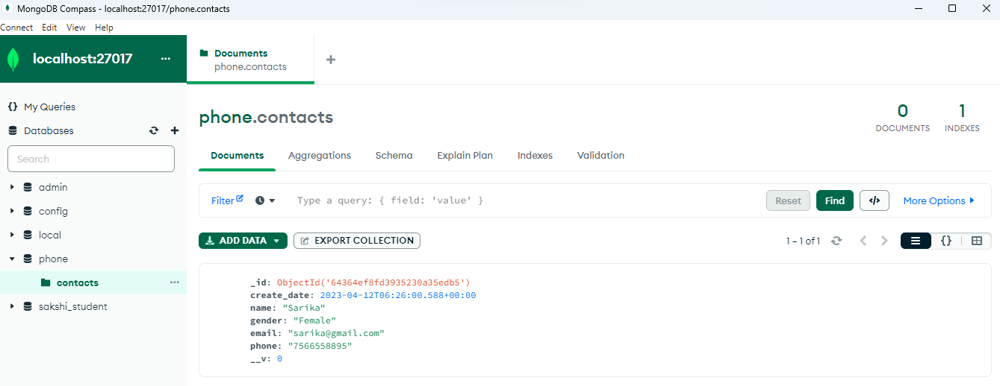 MongoDB Compass - localhost:27017/phone.contacts
Connect Edit View Help
localhost:27017 ...
Documents
phone.contacts
My Queries
Databases
Search
admin
config
local
phone
contacts ...
sakshi_student
phone.contacts
0 DOCUMENTS
1 INDEXES
Documents Aggregations Schema Explain Plan Indexes Validation
Filter Type a query: { field: 'value' } Reset Find </> More Options
ADD DATA EXPORT COLLECTION 1 – 1 of 1 {}
_id: ObjectId('64364ef8fd3935230a35edb5')
create_date: 2023-04-12T06:26:00.588+00:00
name: "Sarika"
gender: "Female"
email: "sarika@gmail.com"
phone: "7566558895"
__v: 0